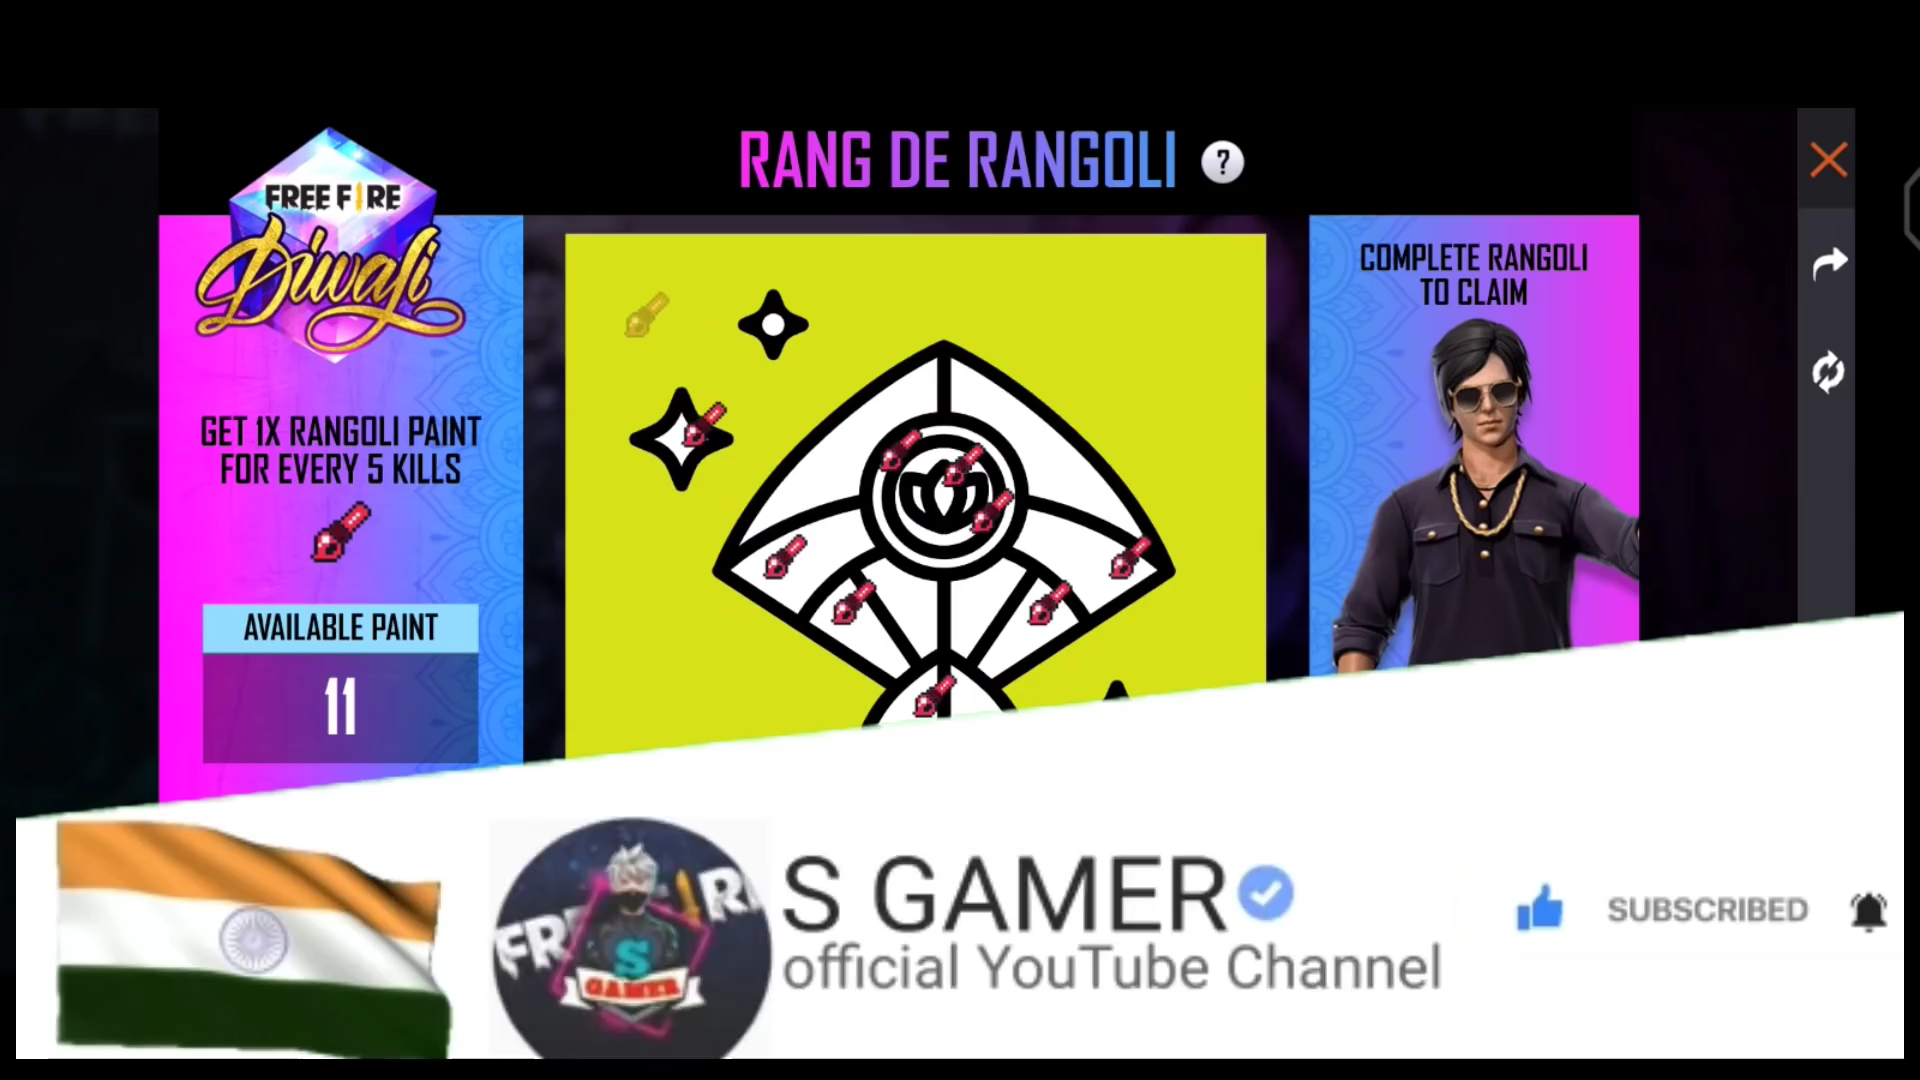 RANG DE RANGOLI ?
FREE FIRE
Diwali
GET 1X RANGOLI PAINT
FOR EVERY 5 KILLS
AVAILABLE PAINT
11
COMPLETE RANGOLI
TO CLAIM
S
GAMER
S GAMER
official YouTube Channel
SUBSCRIBED